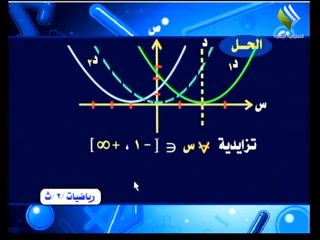 الحل
ص
د٢
د
د١
س
تزايدية ∀ س ∈ ]-١ ، +∞[
رياضيات /٢ /ث